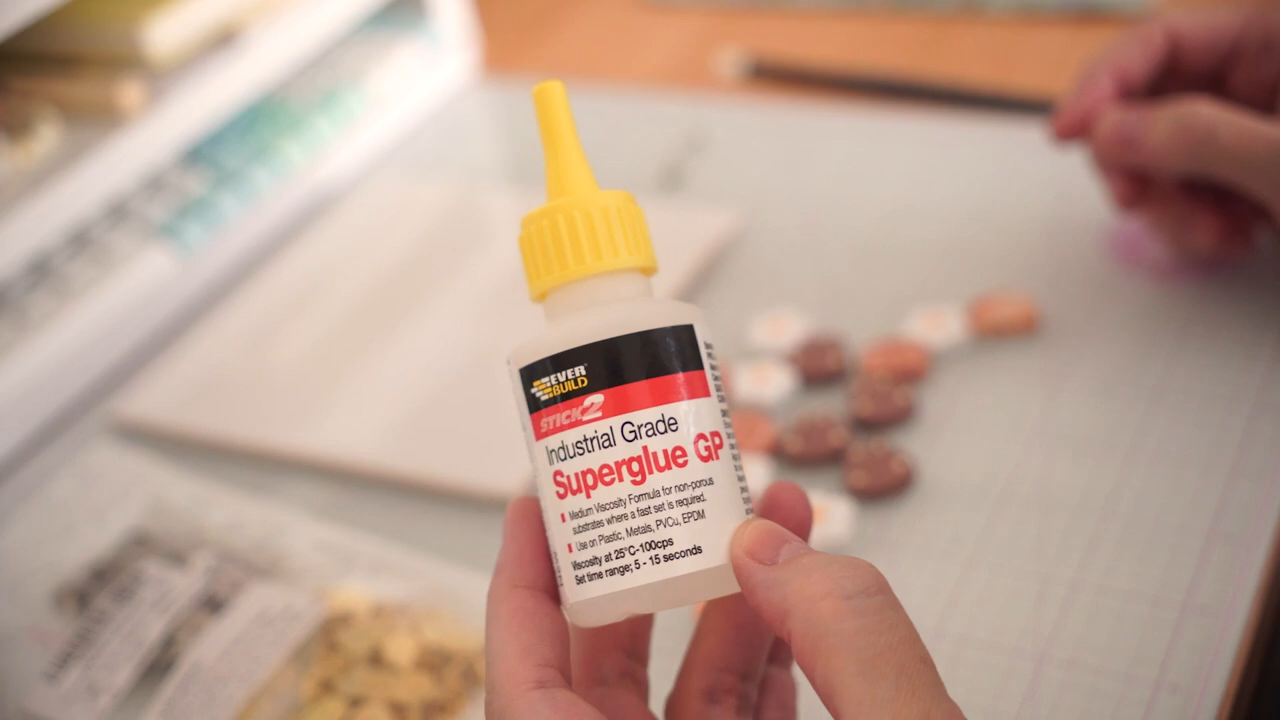 EVER
BUILD
STICK2
Industrial Grade
Superglue GP
Medium Viscosity Formula for non-porous
substrates where a fast set is required.
Use on Plastic, Metals, PVCu, EPDM
Viscosity at 25°C-100cps
Set time range; 5 - 15 seconds